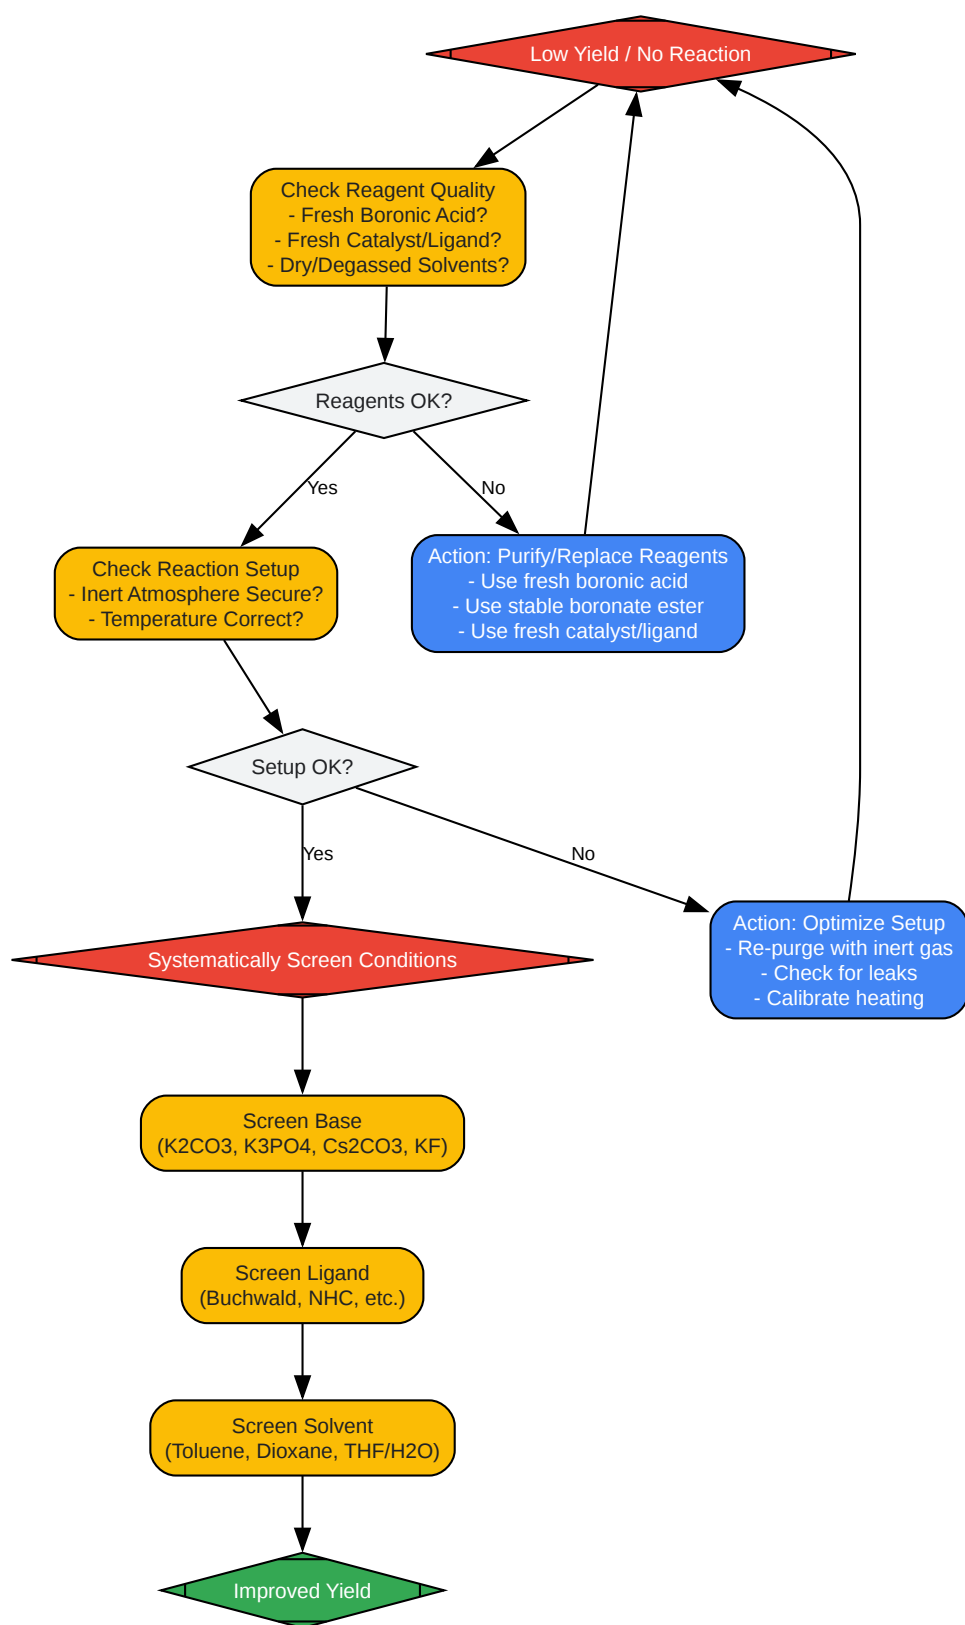 Low Yield / No Reaction
Check Reagent Quality
- Fresh Boronic Acid?
- Fresh Catalyst/Ligand?
- Dry/Degassed Solvents?
Reagents OK?
Yes
No
Check Reaction Setup
- Inert Atmosphere Secure?
- Temperature Correct?
Action: Purify/Replace Reagents
- Use fresh boronic acid
- Use stable boronate ester
- Use fresh catalyst/ligand
Setup OK?
Yes
No
Systematically Screen Conditions
Action: Optimize Setup
- Re-purge with inert gas
- Check for leaks
- Calibrate heating
Screen Base
(K2CO3, K3PO4, Cs2CO3, KF)
Screen Ligand
(Buchwald, NHC, etc.)
Screen Solvent
(Toluene, Dioxane, THF/H2O)
Improved Yield